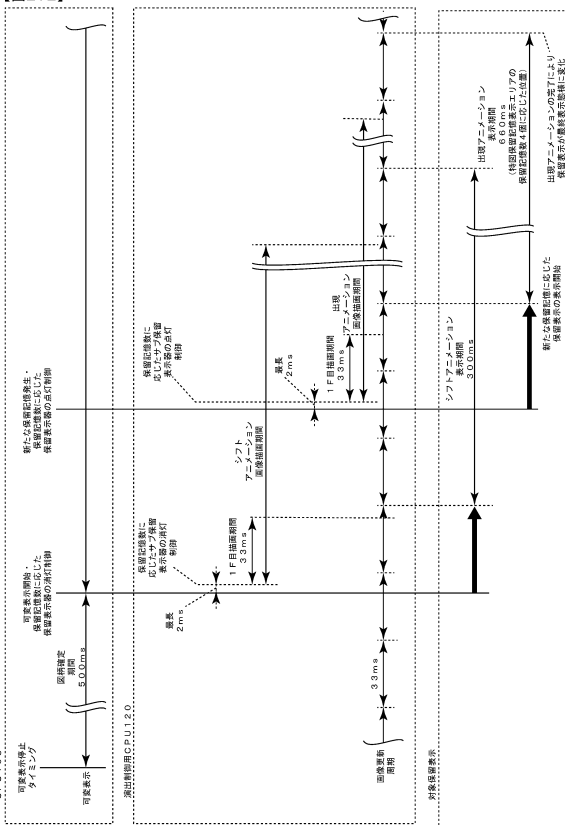 可変表示停止
タイミング
可変表示
図柄確定
期間
500ms
可変表示開始・
保留記憶数に応じた
保留表示器の消灯制御
新たな保留記憶発生・
保留記憶数に応じた
保留表示器の点灯制御
演出制御用CPU120
最長
2ms
保留記憶数に
応じたサブ保留
表示器の消灯
制御
1F目描画期間
33ms
シフト
アニメーション
画像描画期間
最長
2ms
保留記憶数に
応じたサブ保留
表示器の点灯
制御
1F目描画期間
33ms
出現
アニメーション
画像描画期間
画像更新
周期
33ms
対象保留表示
シフトアニメーション
表示期間
300ms
新たな保留記憶に応じた
保留表示の表示開始
出現アニメーション
表示期間
660ms
(特図保留記憶表示エリアの
保留記憶数4個に応じた位置)
出現アニメーションの完了により
保留表示が最終表示態様に変化